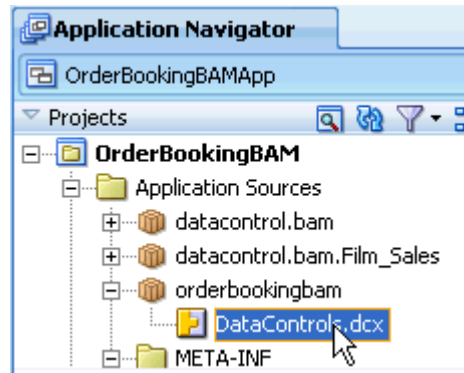 Application Navigator
OrderBookingBAMApp
Projects
OrderBookingBAM
Application Sources
datacontrol.bam
datacontrol.bam.Film_Sales
orderbookingbam
DataControls.dcx
META-INF